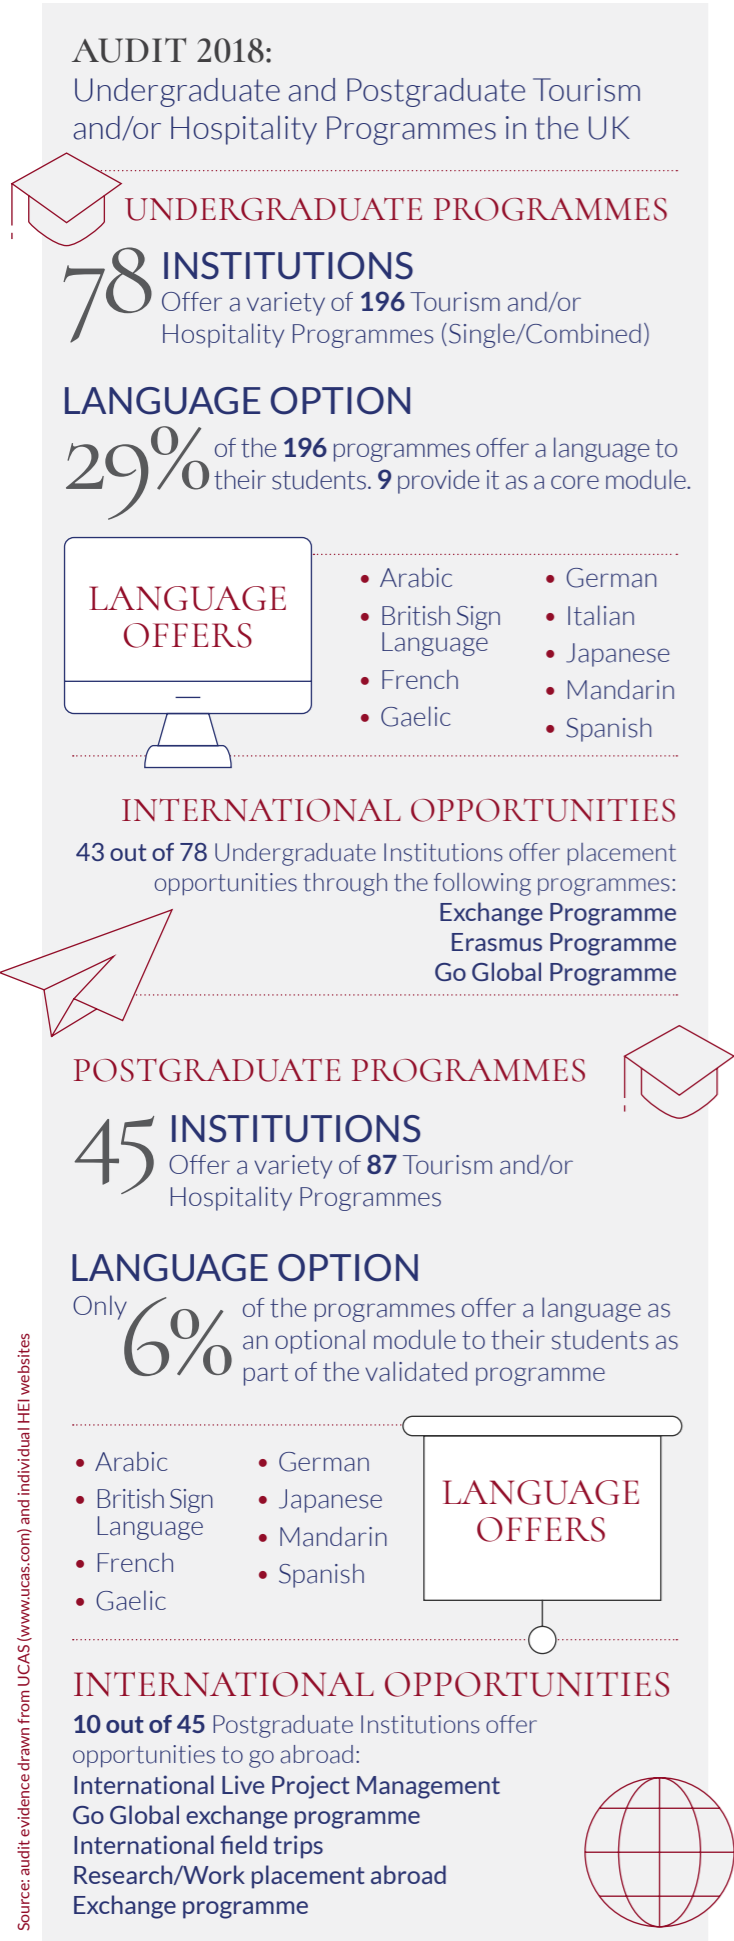 AUDIT 2018:
Undergraduate and Postgraduate Tourism
and/or Hospitality Programmes in the UK
UNDERGRADUATE PROGRAMMES
78 INSTITUTIONS
Offer a variety of 196 Tourism and/or
Hospitality Programmes (Single/Combined)
LANGUAGE OPTION
29% of the 196 programmes offer a language to
their students. 9 provide it as a core module.
LANGUAGE
OFFERS
• Arabic
• British Sign
Language
• French
• Gaelic
• German
• Italian
• Japanese
• Mandarin
• Spanish
INTERNATIONAL OPPORTUNITIES
43 out of 78 Undergraduate Institutions offer placement
opportunities through the following programmes:
Exchange Programme
Erasmus Programme
Go Global Programme
POSTGRADUATE PROGRAMMES
45 INSTITUTIONS
Offer a variety of 87 Tourism and/or
Hospitality Programmes
LANGUAGE OPTION
Only 6% of the programmes offer a language as
an optional module to their students as
part of the validated programme
• Arabic
• British Sign
Language
• French
• Gaelic
• German
• Japanese
• Mandarin
• Spanish
LANGUAGE
OFFERS
INTERNATIONAL OPPORTUNITIES
10 out of 45 Postgraduate Institutions offer
opportunities to go abroad:
International Live Project Management
Go Global exchange programme
International field trips
Research/Work placement abroad
Exchange programme
Source: audit evidence drawn from UCAS (www.ucas.com) and individual HEI websites